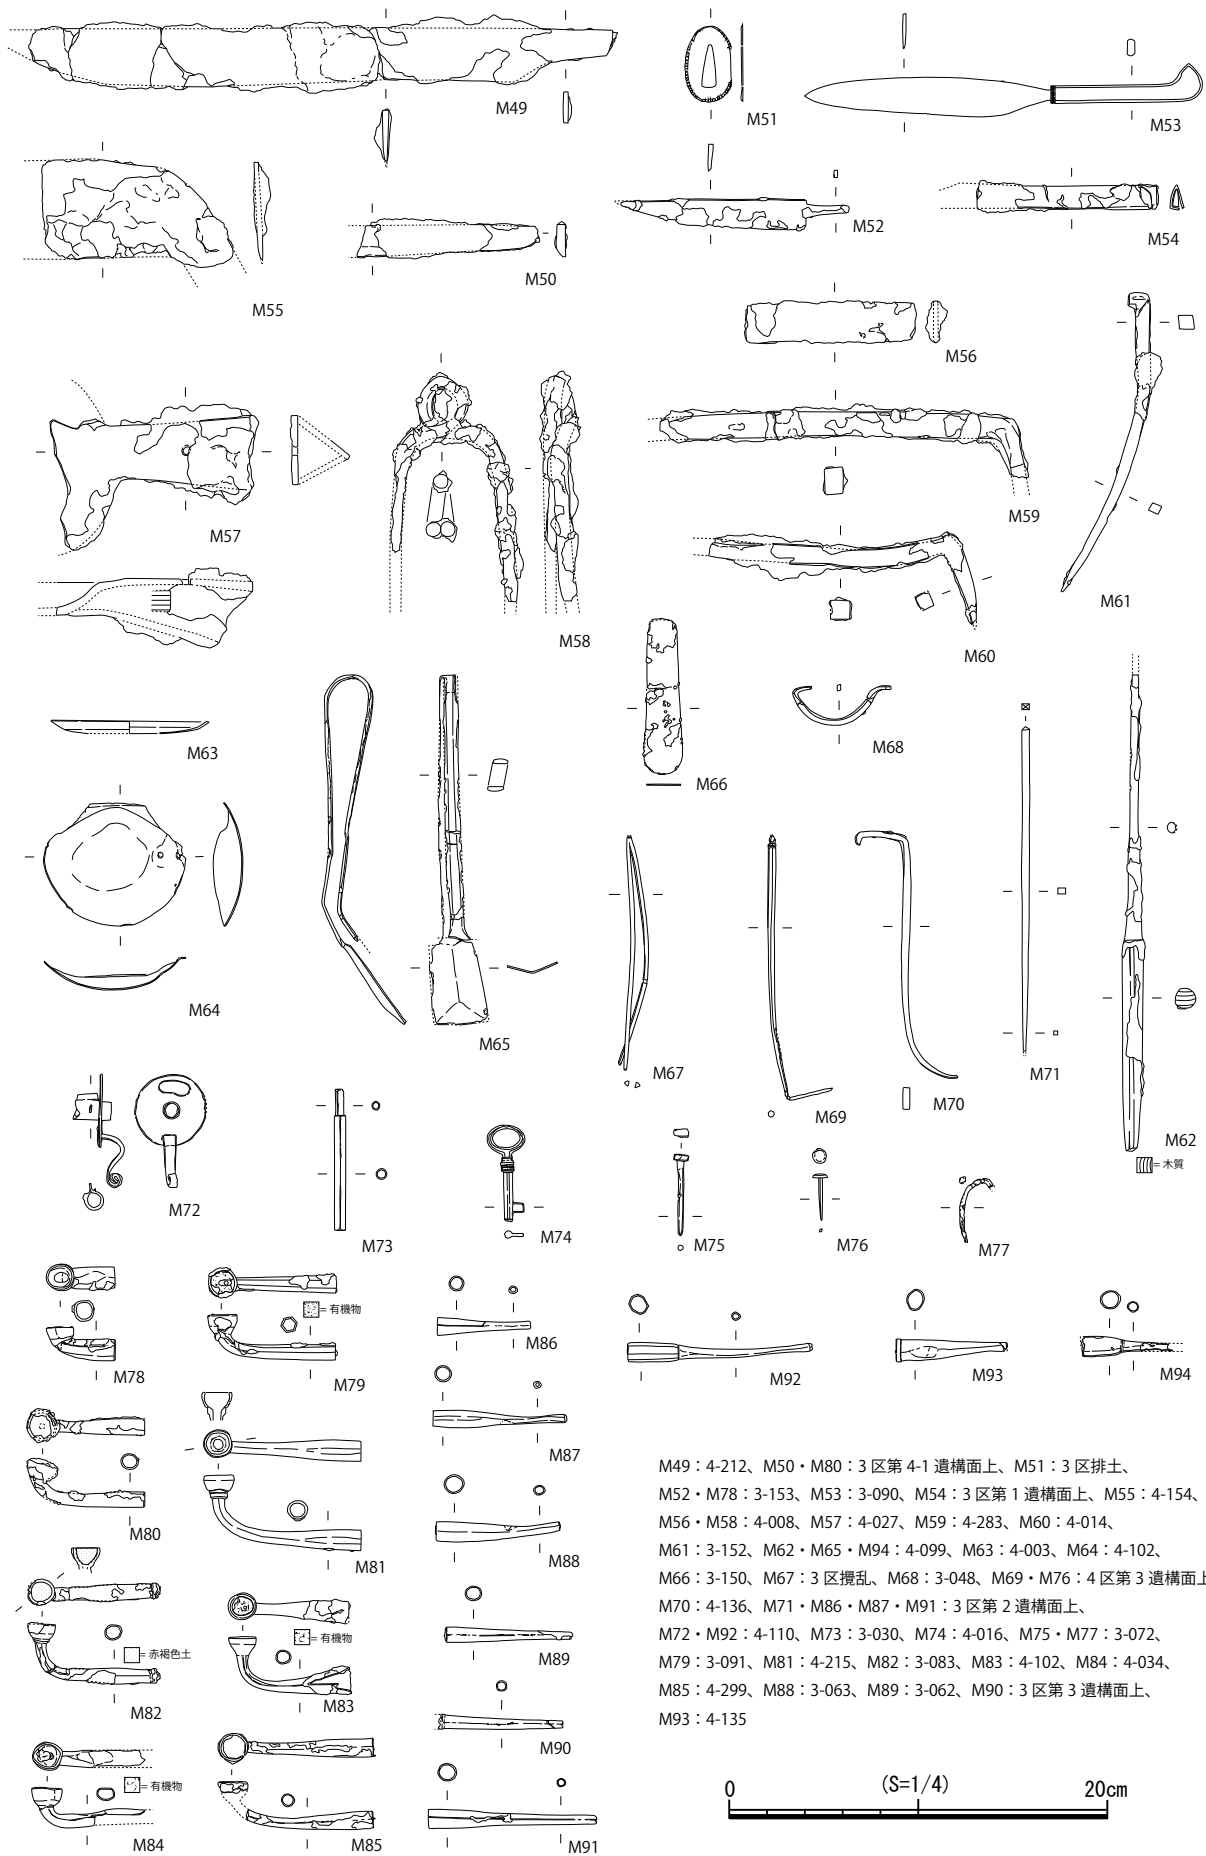 M49
M51
M53
M55
M50
M52
M54
M56
M57
M58
M59
M60
M61
M63
M64
M65
M66
M68
M67
M69
M70
M71
M62
=木質
M72
M73
M74
M75
M76
M77
M78
M79
=有機物
M86
M92
M93
M94
M80
M81
M87
M88
M82
=赤褐色土
M83
=有機物
M89
M90
M84
=有機物
M85
M91
M49：4-212、M50・M80：3 区第 4-1 遺構面上、M51：3 区排土、
M52・M78：3-153、M53：3-090、M54：3 区第 1 遺構面上、M55：4-154、
M56・M58：4-008、M57：4-027、M59：4-283、M60：4-014、
M61：3-152、M62・M65・M94：4-099、M63：4-003、M64：4-102、
M66：3-150、M67：3 区攪乱、M68：3-048、M69・M76：4 区第 3 遺構面上
M70：4-136、M71・M86・M87・M91：3 区第 2 遺構面上、
M72・M92：4-110、M73：3-030、M74：4-016、M75・M77：3-072、
M79：3-091、M81：4-215、M82：3-083、M83：4-102、M84：4-034、
M85：4-299、M88：3-063、M89：3-062、M90：3 区第 3 遺構面上、
M93：4-135
0 (S=1/4) 20cm